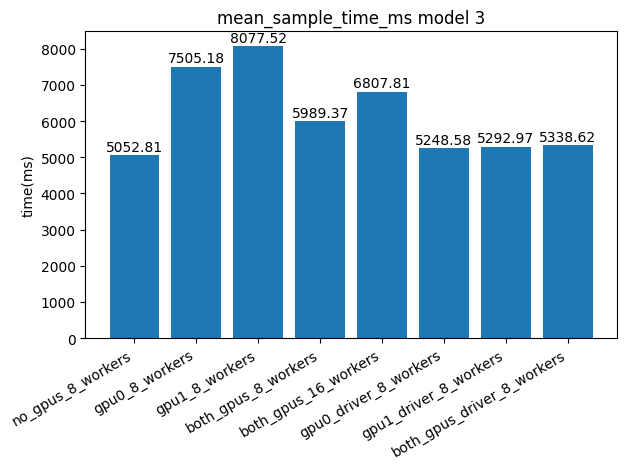 mean_sample_time_ms model 3
time(ms)
8000
7000
6000
5000
4000
3000
2000
1000
0
5052.81
7505.18
8077.52
5989.37
6807.81
5248.58
5292.97
5338.62
no_gpus_8_workers
gpu0_8_workers
gpu1_8_workers
both_gpus_8_workers
both_gpus_16_workers
gpu0_driver_8_workers
gpu1_driver_8_workers
both_gpus_driver_8_workers